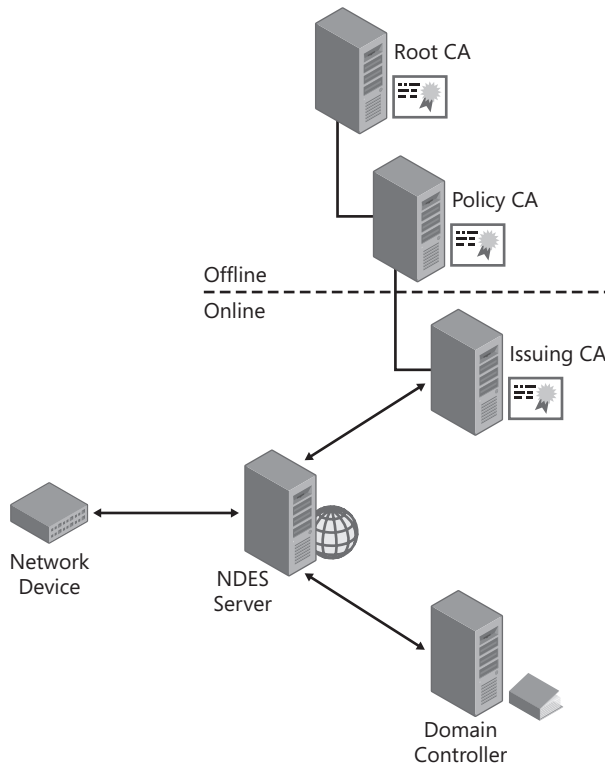 Root CA
Policy CA
Offline
Online
Issuing CA
Network
Device
NDES
Server
Domain
Controller